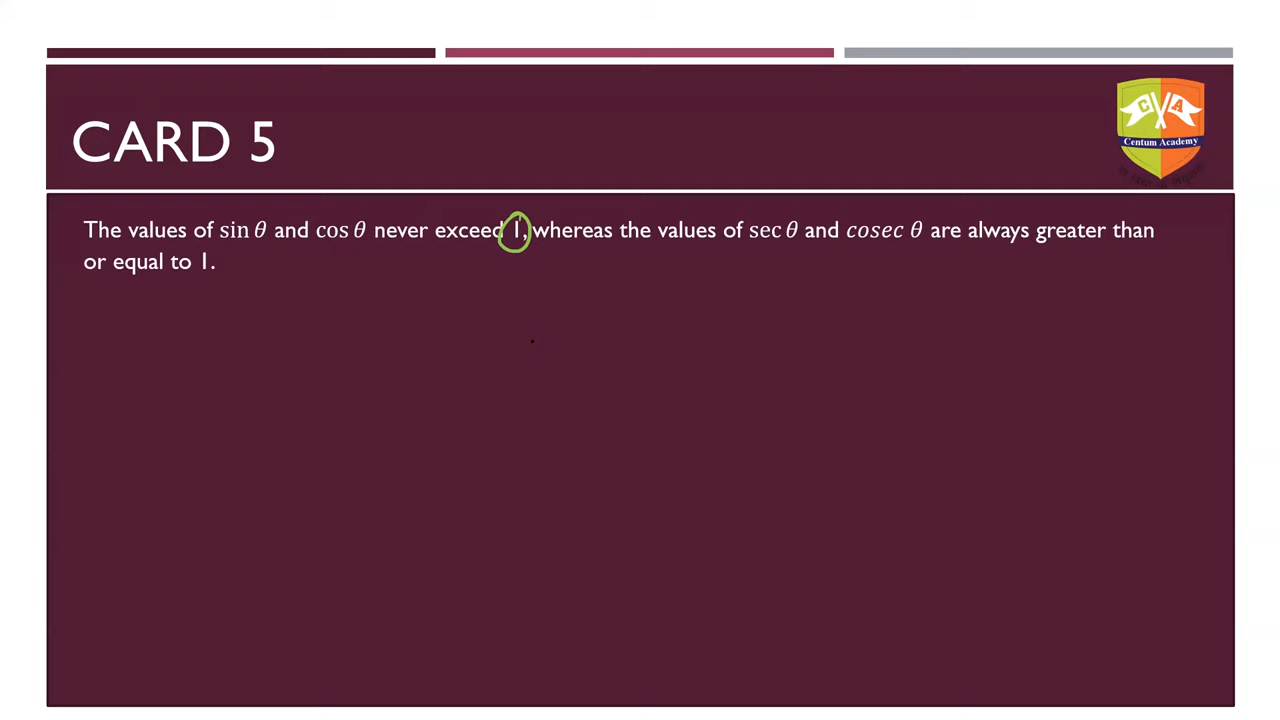 CARD 5
C A
Centum Academy
The values of sin θ and cos θ never exceed 1, whereas the values of sec θ and cosec θ are always greater than
or equal to 1.